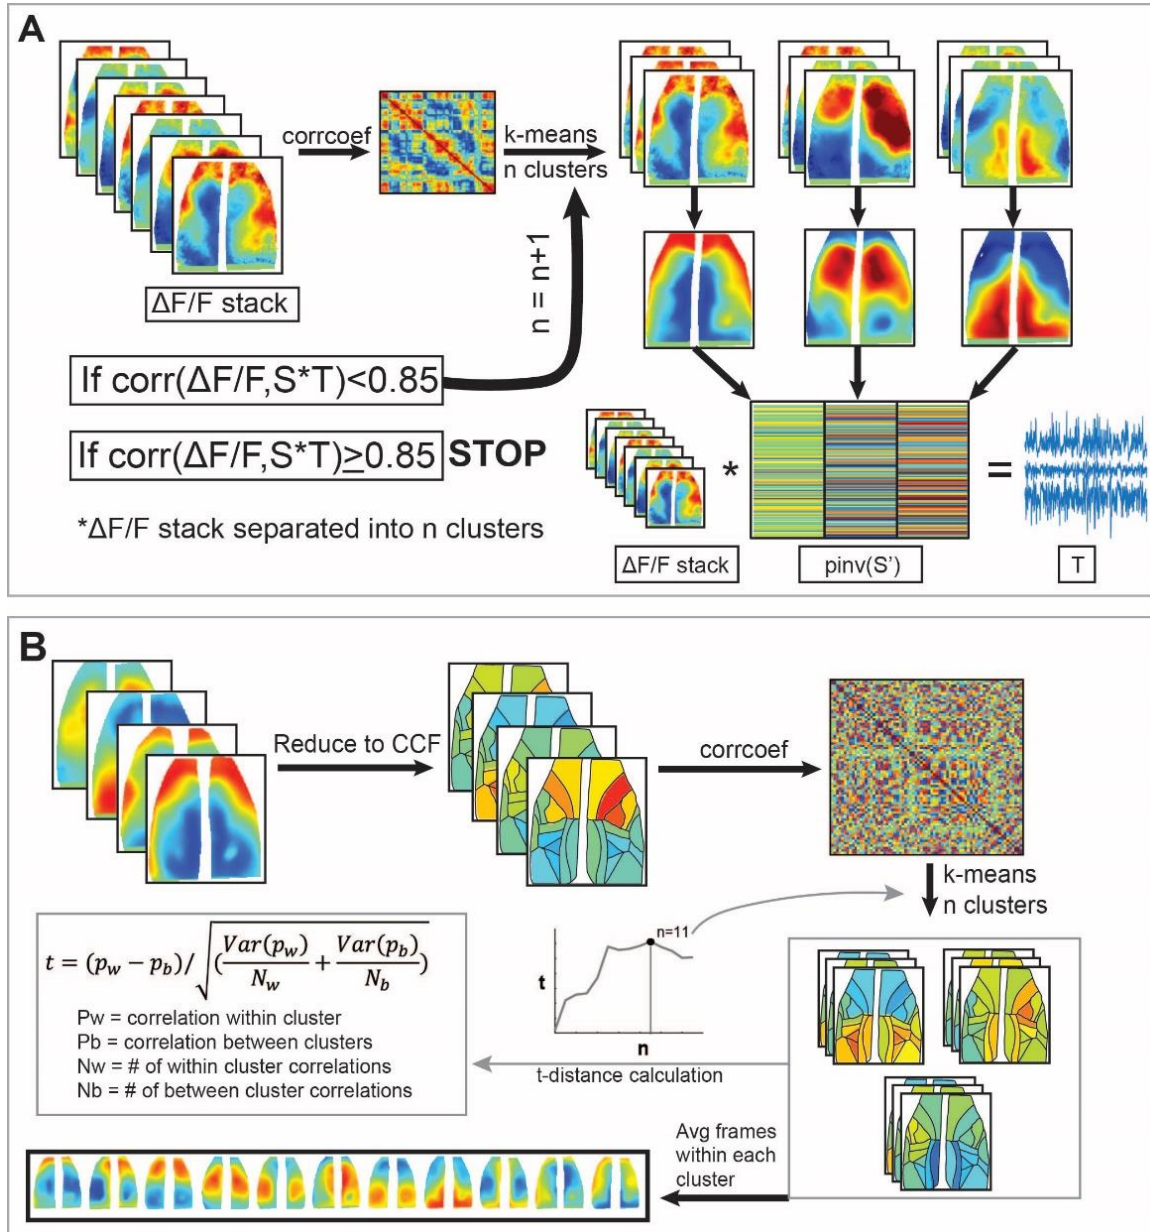 A
corrcoef
k-means
n clusters
n = n+1
ΔF/F stack
If corr(ΔF/F,S*T)<0.85
If corr(ΔF/F,S*T)≥0.85 STOP
*ΔF/F stack separated into n clusters
*
=
ΔF/F stack
pinv(S')
T
B
Reduce to CCF
corrcoef
k-means
n clusters
t = (p_w − p_b)/√(Var(p_w)/N_w + Var(p_b)/N_b)
Pw = correlation within cluster
Pb = correlation between clusters
Nw = # of within cluster correlations
Nb = # of between cluster correlations
n=11
t
n
t-distance calculation
Avg frames
within each
cluster